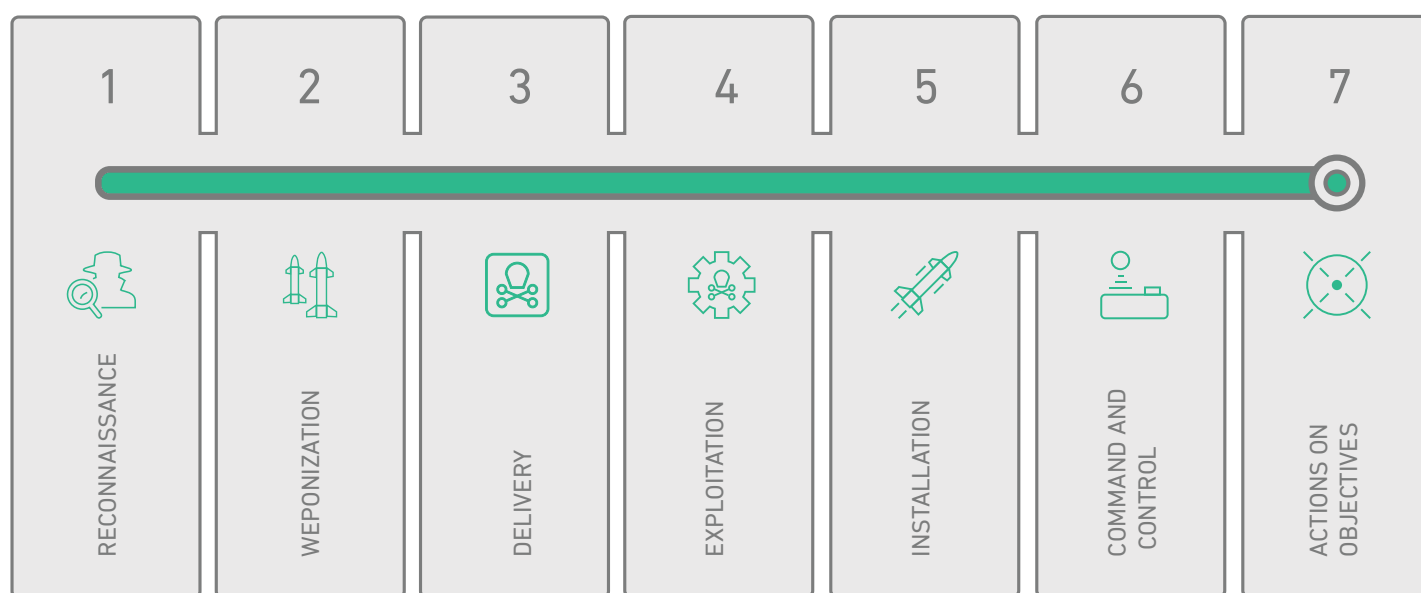 1
2
3
4
5
6
7
RECONNAISSANCE
WEPONIZATION
DELIVERY
EXPLOITATION
INSTALLATION
COMMAND AND
CONTROL
ACTIONS ON
OBJECTIVES